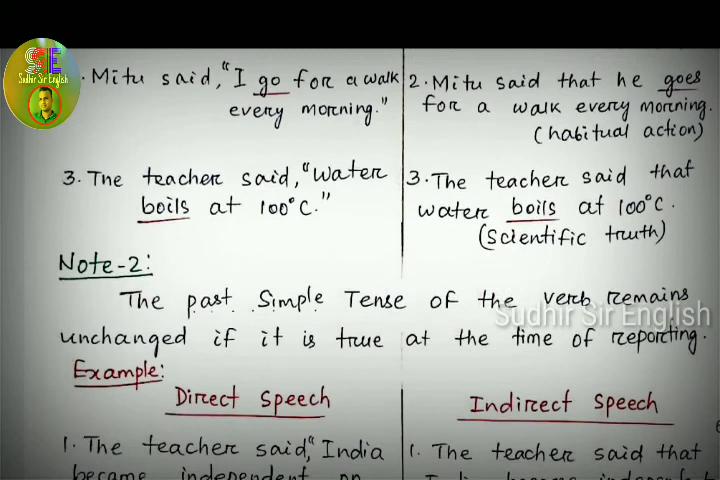 SE
Sudhir Sir English
. Mitu said, "I go for a walk
every morning."
2. Mitu said that he goes
for a walk every morning.
(habitual action)
3. The teacher said, "Water
boils at 100°C."
3. The teacher said that
water boils at 100°C.
(Scientific truth)
Note-2:
The past Simple Tense of the verb remains
unchanged if it is true at the time of reporting.
Sudhir Sir English
Example:
Direct Speech
Indirect Speech
1. The teacher said, "India
became independent on
1. The teacher said that